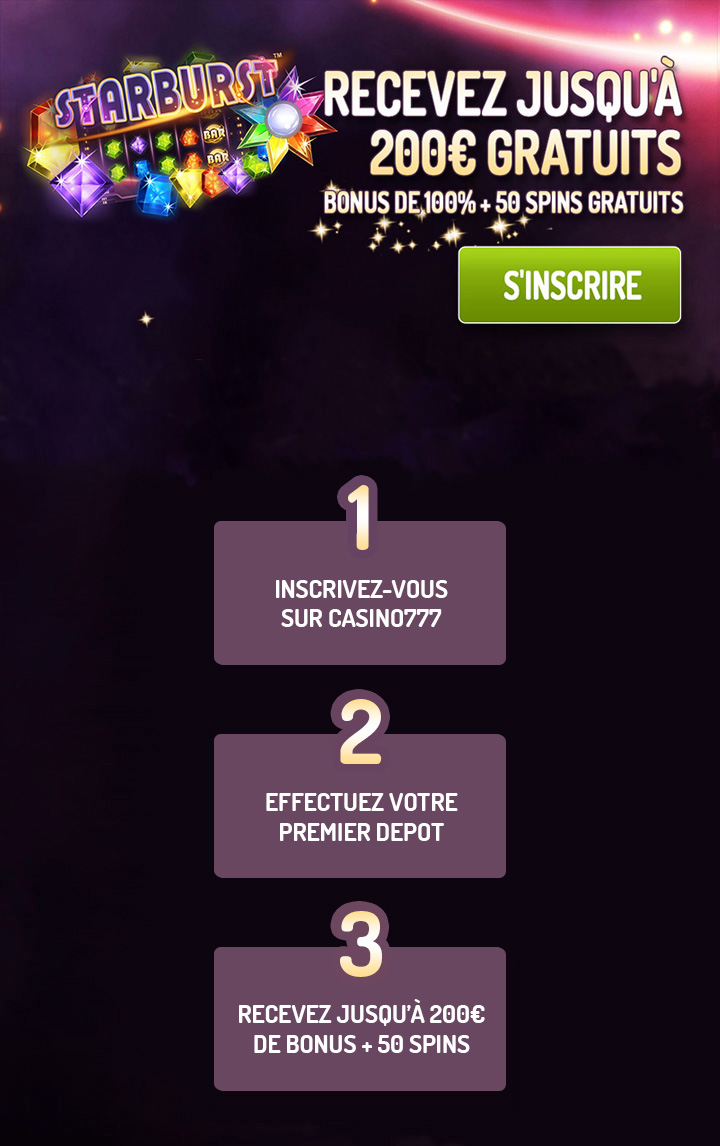 STARBURST™
BAR
BAR
RECEVEZ JUSQU'À
200€ GRATUITS
BONUS DE 100% + 50 SPINS GRATUITS
S'INSCRIRE
1
INSCRIVEZ-VOUS
SUR CASINO777
2
EFFECTUEZ VOTRE
PREMIER DEPOT
3
RECEVEZ JUSQU’À 200€
DE BONUS + 50 SPINS